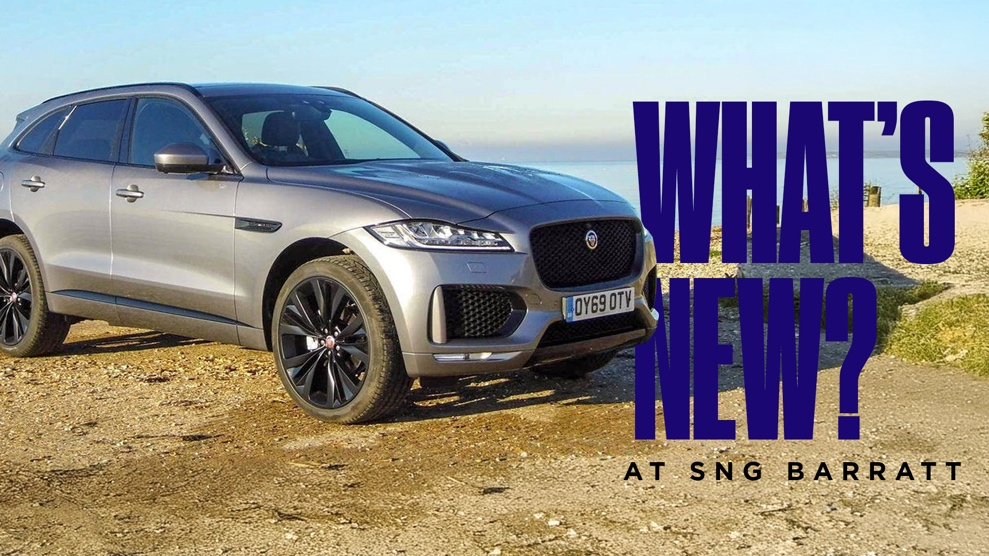 WHAT'S
NEW?
AT SNG BARRATT
OY69 OTV